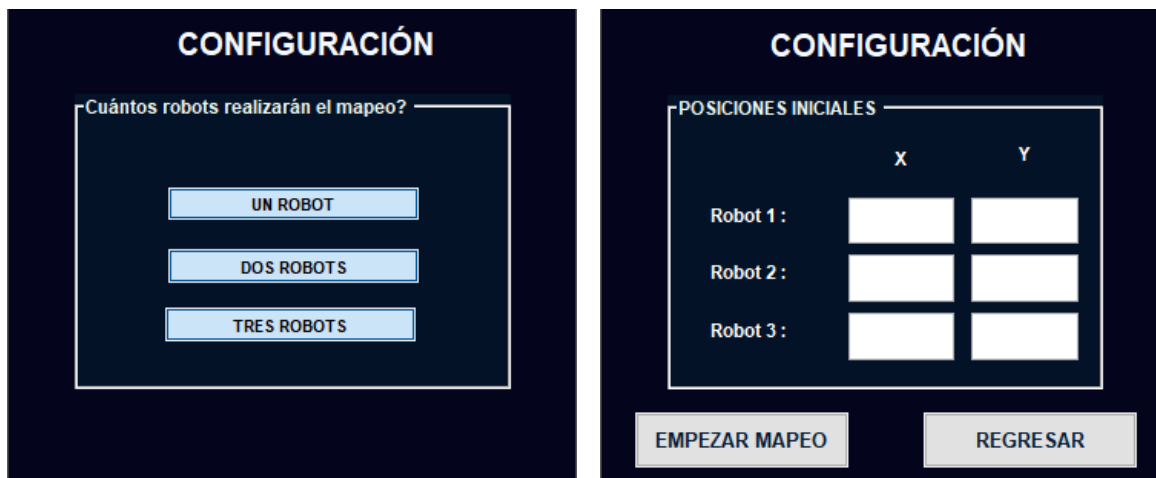 CONFIGURACIÓN
Cuántos robots realizarán el mapeo?
UN ROBOT
DOS ROBOTS
TRES ROBOTS
CONFIGURACIÓN
POSICIONES INICIALES
X Y
Robot 1 :
Robot 2 :
Robot 3 :
EMPEZAR MAPEO REGRESAR